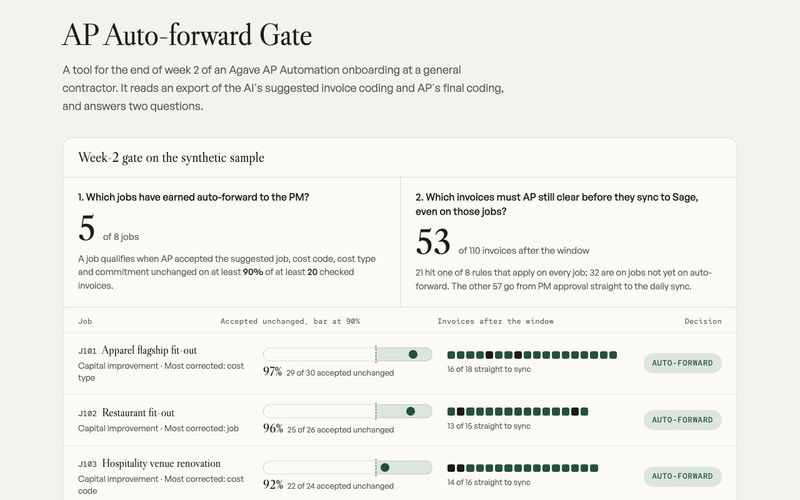 AP Auto-forward Gate
A tool for the end of week 2 of an Agave AP Automation onboarding at a general
contractor. It reads an export of the AI's suggested invoice coding and AP's final coding,
and answers two questions.
Week-2 gate on the synthetic sample
1. Which jobs have earned auto-forward to the PM?
5 of 8 jobs
A job qualifies when AP accepted the suggested job, cost code, cost type
and commitment unchanged on at least 90% of at least 20 checked
invoices.
2. Which invoices must AP still clear before they sync to Sage,
even on those jobs?
53 of 110 invoices after the window
21 hit one of 8 rules that apply on every job; 32 are on jobs not yet on auto-
forward. The other 57 go from PM approval straight to the daily sync.
Job Accepted unchanged, bar at 90% Invoices after the window Decision
J101 Apparel flagship fit-out
Capital improvement · Most corrected: cost
type
97% 29 of 30 accepted unchanged
16 of 18 straight to sync
AUTO-FORWARD
J102 Restaurant fit-out
Capital improvement · Most corrected: job
96% 25 of 26 accepted unchanged
13 of 15 straight to sync
AUTO-FORWARD
J103 Hospitality venue renovation
Capital improvement · Most corrected: cost
code
92% 22 of 24 accepted unchanged
14 of 16 straight to sync
AUTO-FORWARD